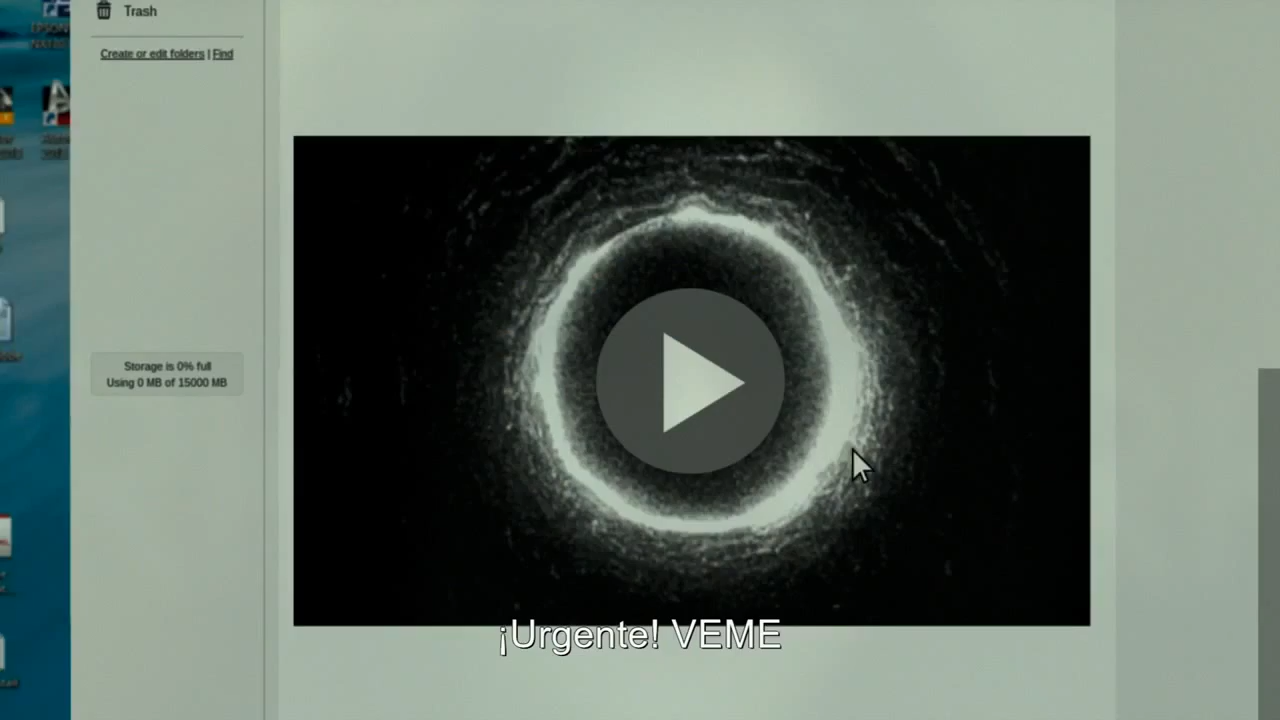 Trash
Create or edit folders | Find
Storage is 0% full
Using 0 MB of 15000 MB
¡Urgente! VEME